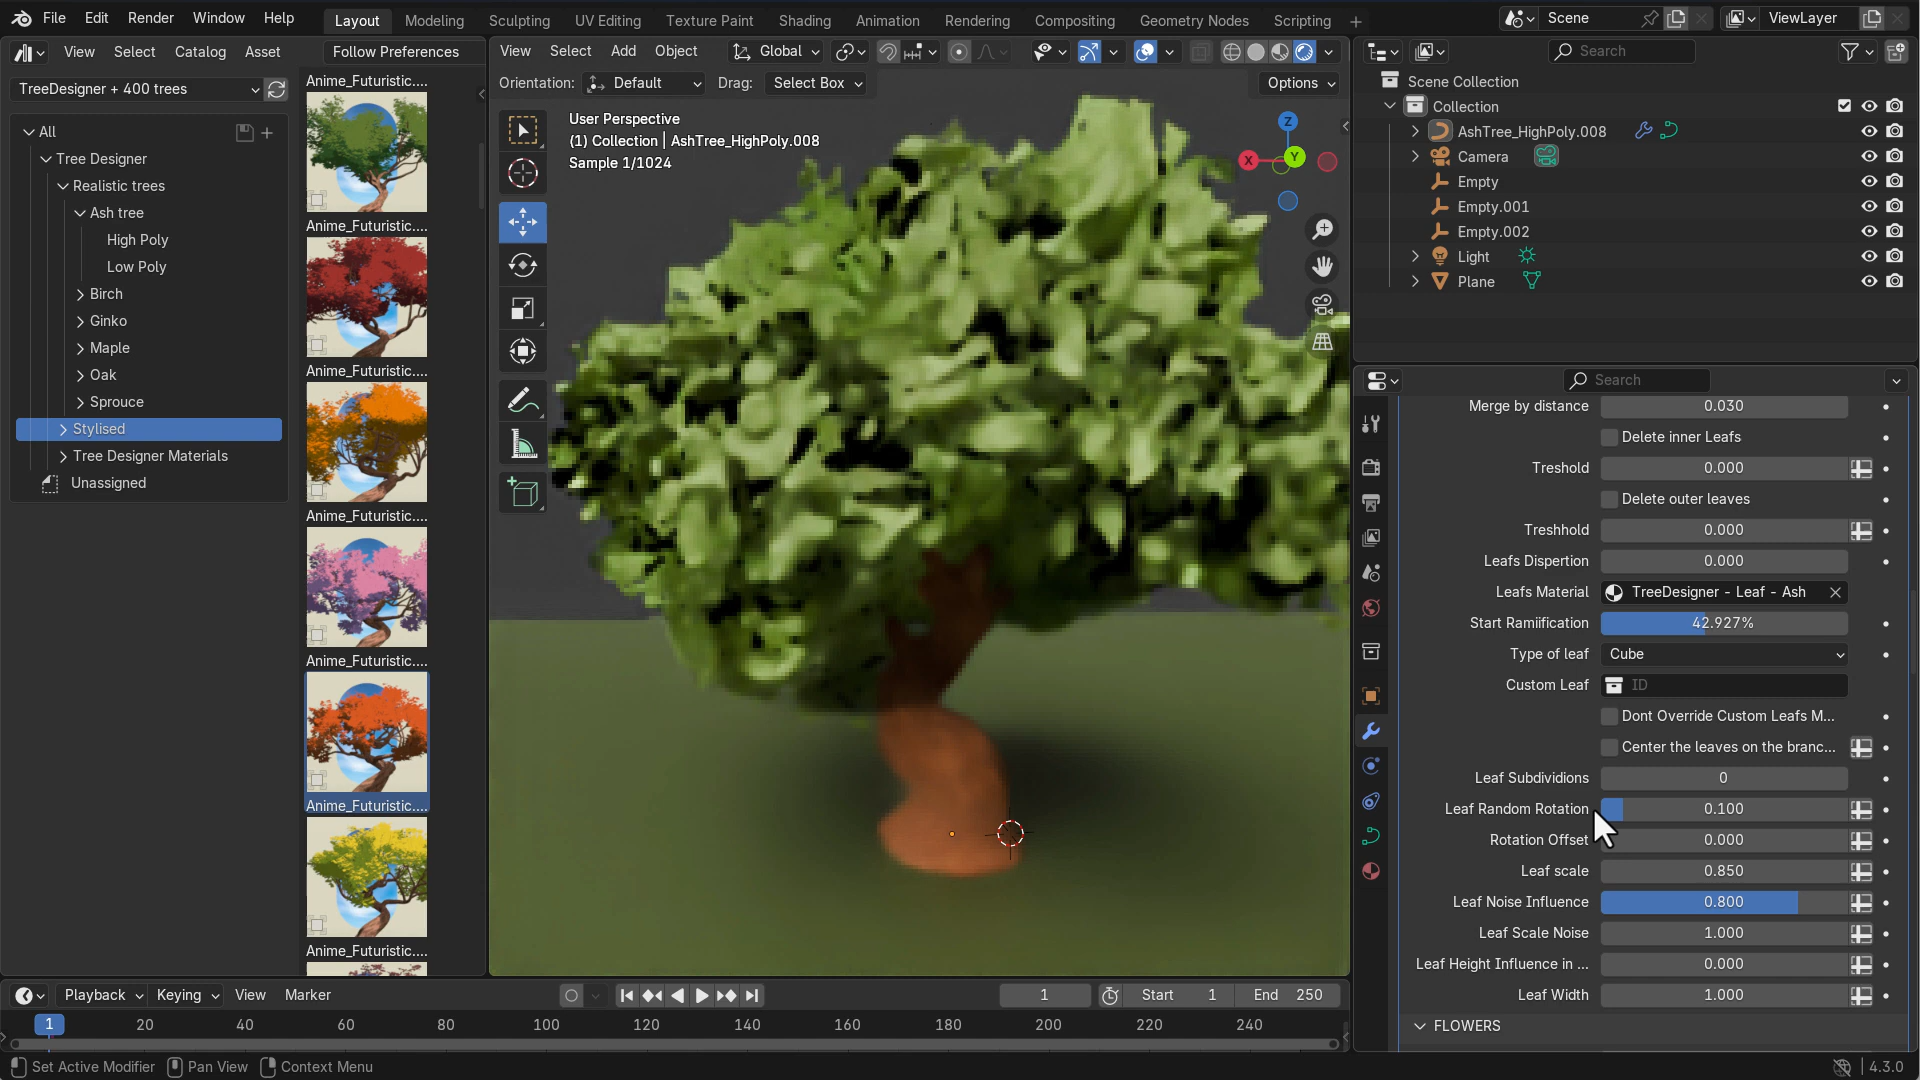 File Edit Render Window Help
Layout Modeling Sculpting UV Editing Texture Paint Shading Animation Rendering Compositing Geometry Nodes Scripting +
Scene
ViewLayer
View Select Catalog Asset Follow Preferences
TreeDesigner + 400 trees
All
Tree Designer
Realistic trees
Ash tree
High Poly
Low Poly
Birch
Ginko
Maple
Oak
Sprouce
Stylised
Tree Designer Materials
Unassigned
Anime_Futuristic....
Anime_Futuristic....
Anime_Futuristic....
Anime_Futuristic....
Anime_Futuristic....
Anime_Futuristic....
Anime_Futuristic....
View Select Add Object Global
Orientation: Default Drag: Select Box Options
User Perspective
(1) Collection | AshTree_HighPoly.008
Sample 1/1024
Z
X
Y
Search
Scene Collection
Collection
AshTree_HighPoly.008
Camera
Empty
Empty.001
Empty.002
Light
Plane
Search
Merge by distance 0.030
Delete inner Leafs
Treshold 0.000
Delete outer leaves
Treshhold 0.000
Leafs Dispertion 0.000
Leafs Material TreeDesigner - Leaf - Ash
Start Ramiification 42.927%
Type of leaf Cube
Custom Leaf ID
Dont Override Custom Leafs M...
Center the leaves on the branc...
Leaf Subdividions 0
Leaf Random Rotation 0.100
Rotation Offset 0.000
Leaf scale 0.850
Leaf Noise Influence 0.800
Leaf Scale Noise 1.000
Leaf Height Influence in ... 0.000
Leaf Width 1.000
FLOWERS
Playback Keying View Marker
1 Start 1 End 250
1 20 40 60 80 100 120 140 160 180 200 220 240
Set Active Modifier Pan View Context Menu
4.3.0